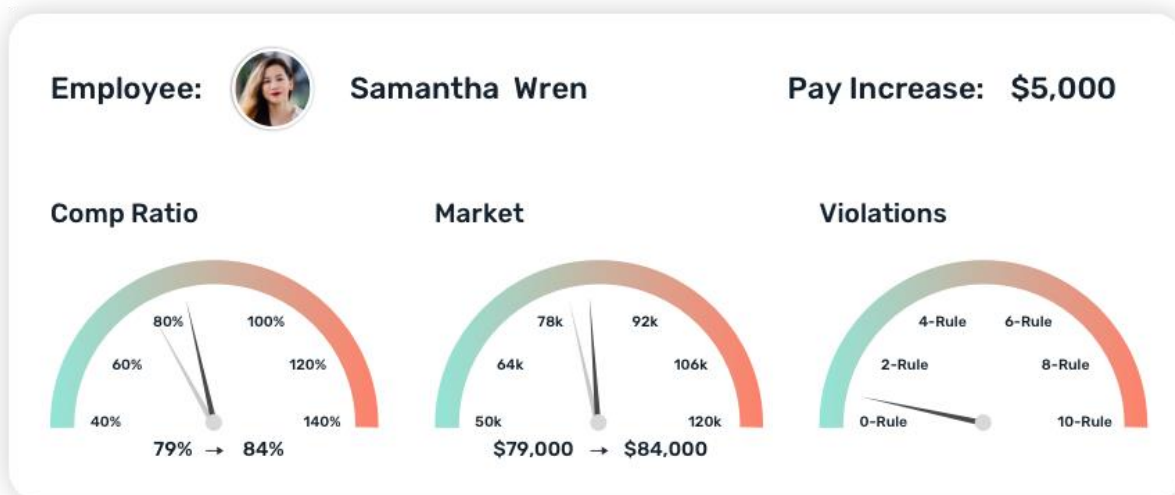 Employee: Samantha Wren Pay Increase: $5,000
Comp Ratio
80% 100%
60% 120%
40% 140%
79% → 84%
Market
78k 92k
64k 106k
50k 120k
$79,000 → $84,000
Violations
4-Rule 6-Rule
2-Rule 8-Rule
0-Rule 10-Rule